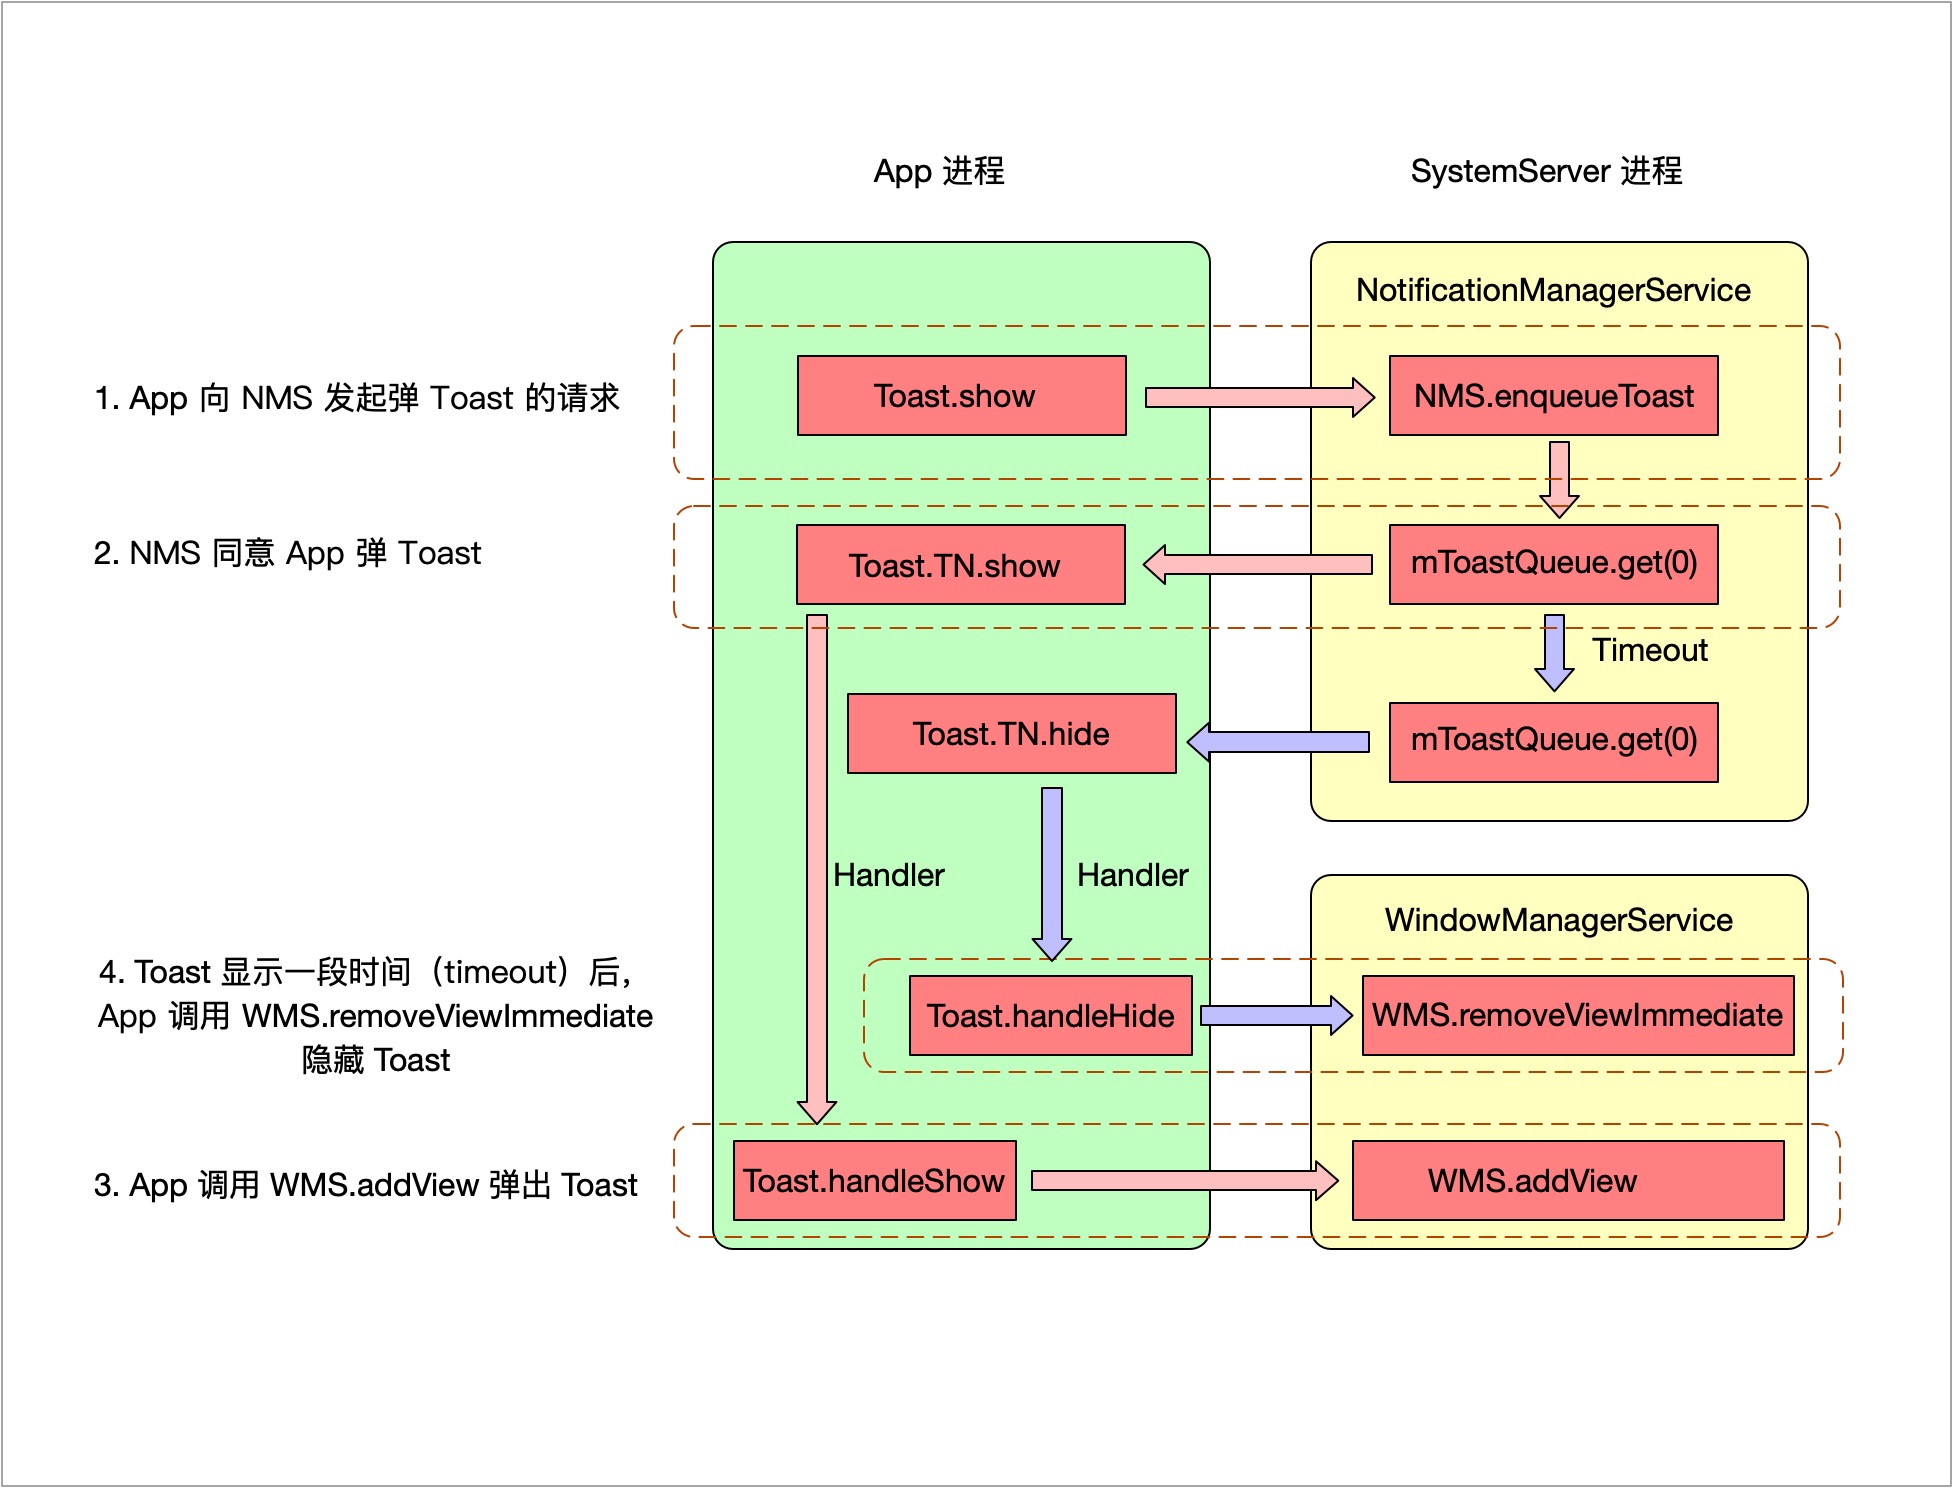 App 进程
SystemServer 进程
NotificationManagerService
1. App 向 NMS 发起弹 Toast 的请求
Toast.show
NMS.enqueueToast
2. NMS 同意 App 弹 Toast
Toast.TN.show
mToastQueue.get(0)
Timeout
Toast.TN.hide
mToastQueue.get(0)
Handler
Handler
WindowManagerService
4. Toast 显示一段时间（timeout）后，
App 调用 WMS.removeViewImmediate
隐藏 Toast
Toast.handleHide
WMS.removeViewImmediate
3. App 调用 WMS.addView 弹出 Toast
Toast.handleShow
WMS.addView